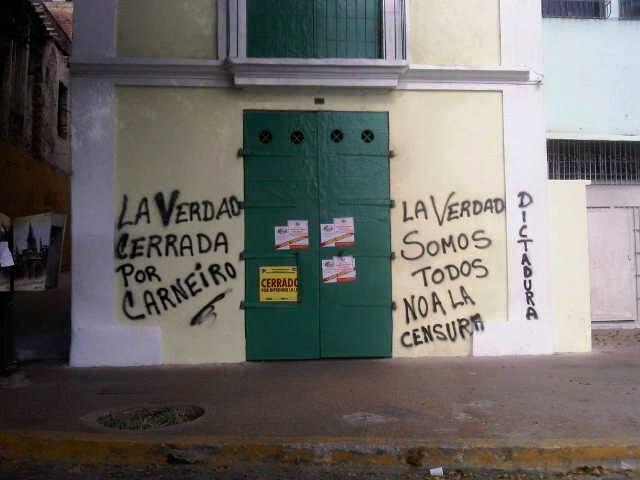 LA VERDAD
CERRADA
POR
CARNEIRO
CERRADO
LA VERDAD
SOMOS
TODOS
NO A LA
CENSURA
DICTADURA